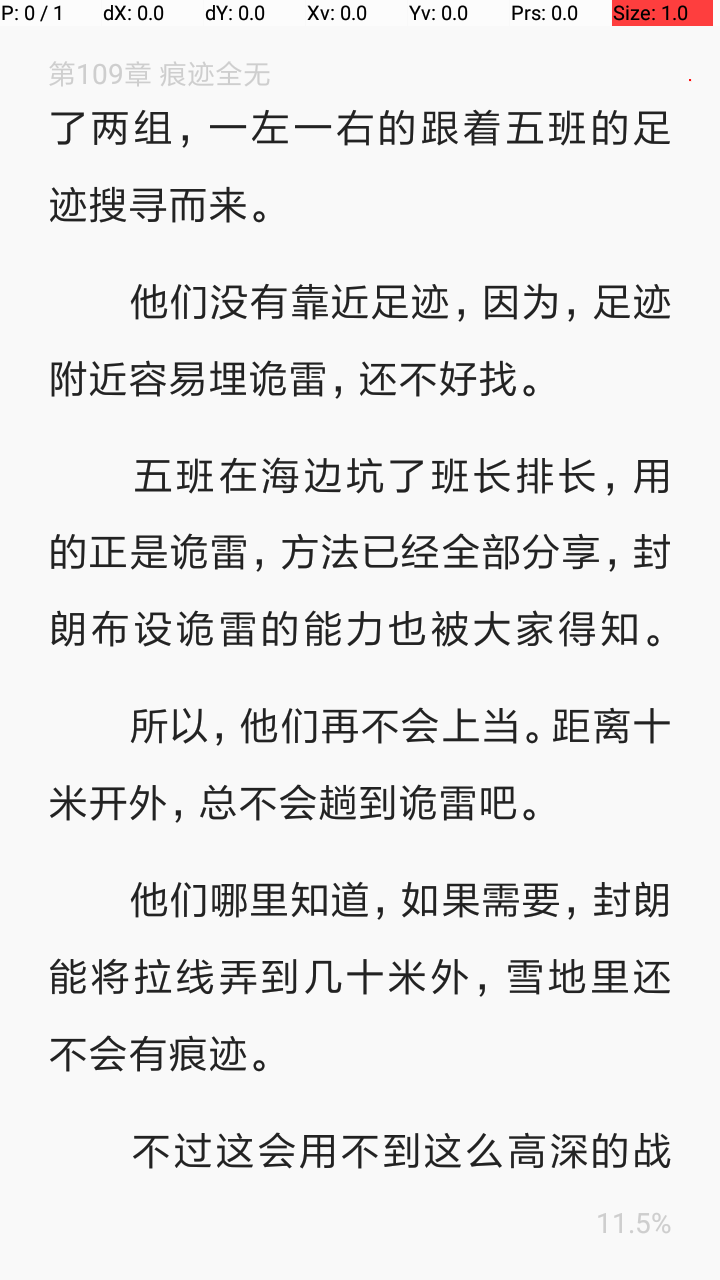 P: 0 / 1 dX: 0.0 dY: 0.0 Xv: 0.0 Yv: 0.0 Prs: 0.0 Size: 1.0
第109章 痕迹全无
了两组，一左一右的跟着五班的足
迹搜寻而来。
他们没有靠近足迹，因为，足迹
附近容易埋诡雷，还不好找。
五班在海边坑了班长排长，用
的正是诡雷，方法已经全部分享，封
朗布设诡雷的能力也被大家得知。
所以，他们再不会上当。距离十
米开外，总不会趟到诡雷吧。
他们哪里知道，如果需要，封朗
能将拉线弄到几十米外，雪地里还
不会有痕迹。
不过这会用不到这么高深的战
11.5%